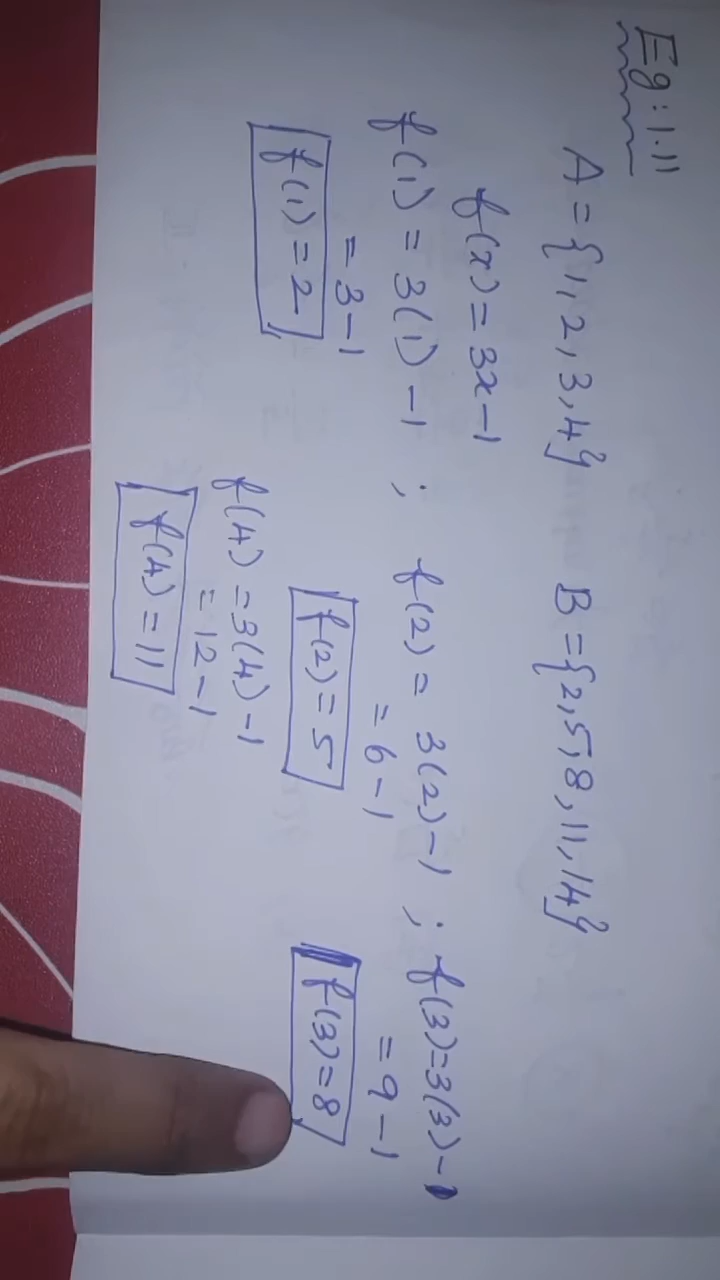 Eg: 1.11
A = {1, 2, 3, 4} B = {2, 5, 8, 11, 14}
f(x) = 3x - 1
f(1) = 3(1) - 1 ; f(2) = 3(2) - 1 ; f(3) = 3(3) - 1
= 3 - 1 = 6 - 1 = 9 - 1
f(1) = 2 f(2) = 5 f(3) = 8
f(4) = 3(4) - 1
= 12 - 1
f(4) = 11